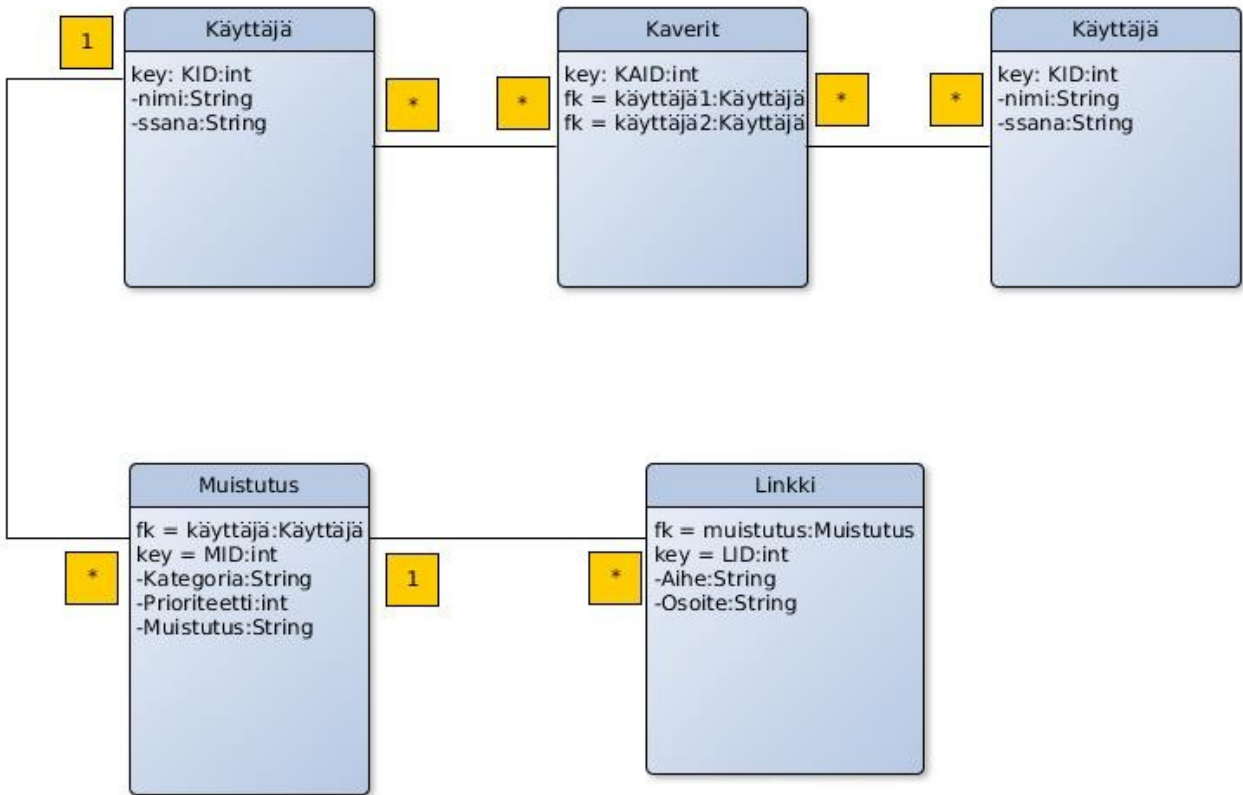 1
Käyttäjä
key: KID:int
-nimi:String
-ssana:String
*
*
Kaverit
key: KAID:int
fk = käyttäjä1:Käyttäjä
fk = käyttäjä2:Käyttäjä
*
*
Käyttäjä
key: KID:int
-nimi:String
-ssana:String
*
Muistutus
fk = käyttäjä:Käyttäjä
key = MID:int
-Kategoria:String
-Prioriteetti:int
-Muistutus:String
1
*
Linkki
fk = muistutus:Muistutus
key = LID:int
-Aihe:String
-Osoite:String